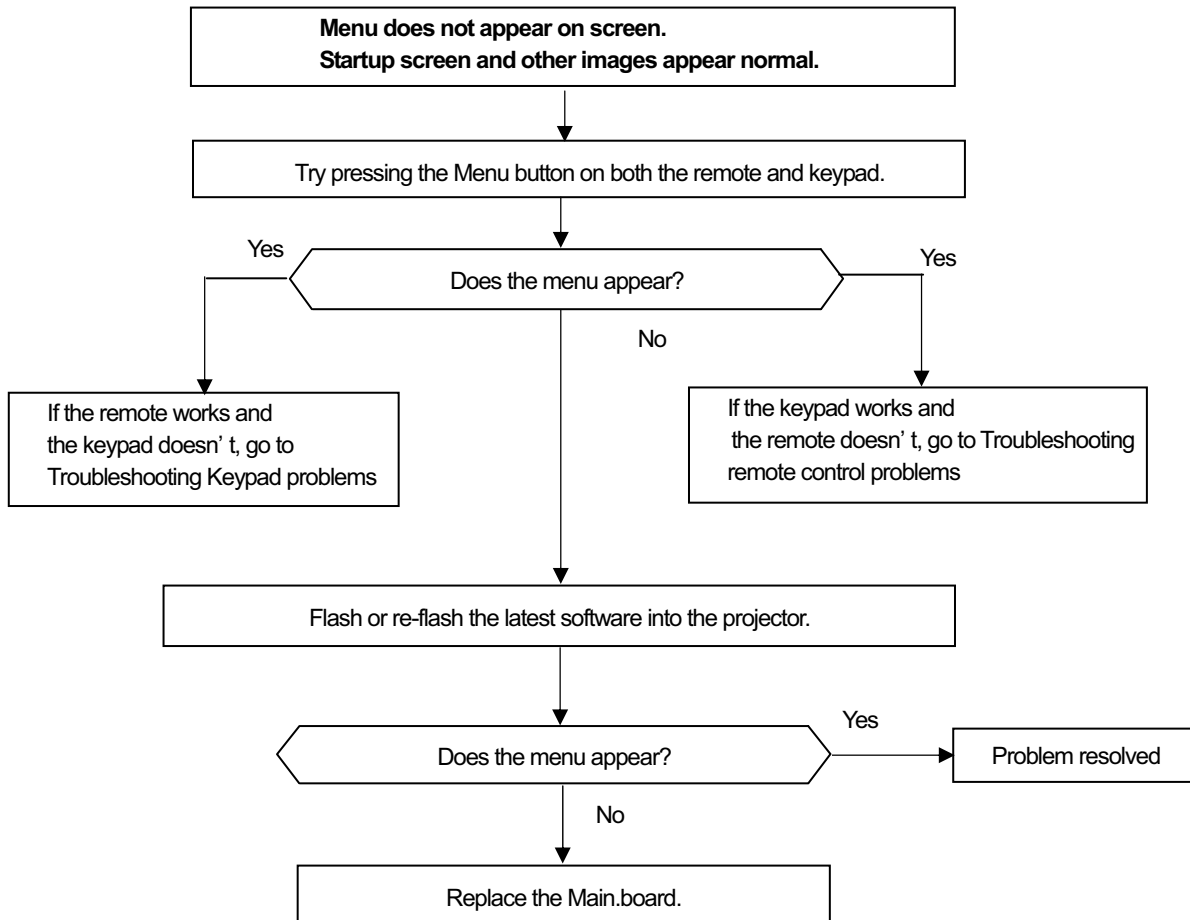 Menu does not appear on screen.
Startup screen and other images appear normal.
Try pressing the Menu button on both the remote and keypad.
Yes
Does the menu appear?
Yes
No
If the remote works and
the keypad doesn’ t, go to
Troubleshooting Keypad problems
If the keypad works and
the remote doesn’ t, go to Troubleshooting
remote control problems
Flash or re-flash the latest software into the projector.
Does the menu appear?
Yes
Problem resolved
No
Replace the Main.board.